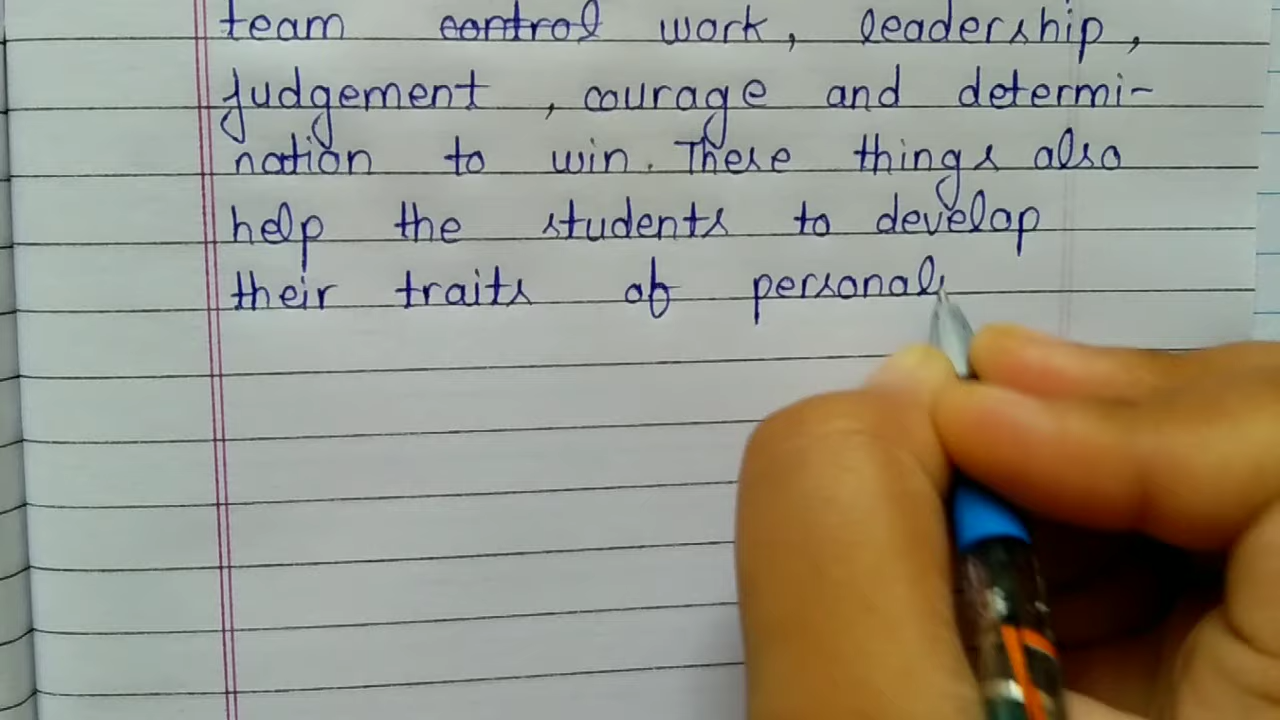 team control work, leadership,
judgement, courage and determi-
nation to win. These things also
help the students to develop
their traits of personal